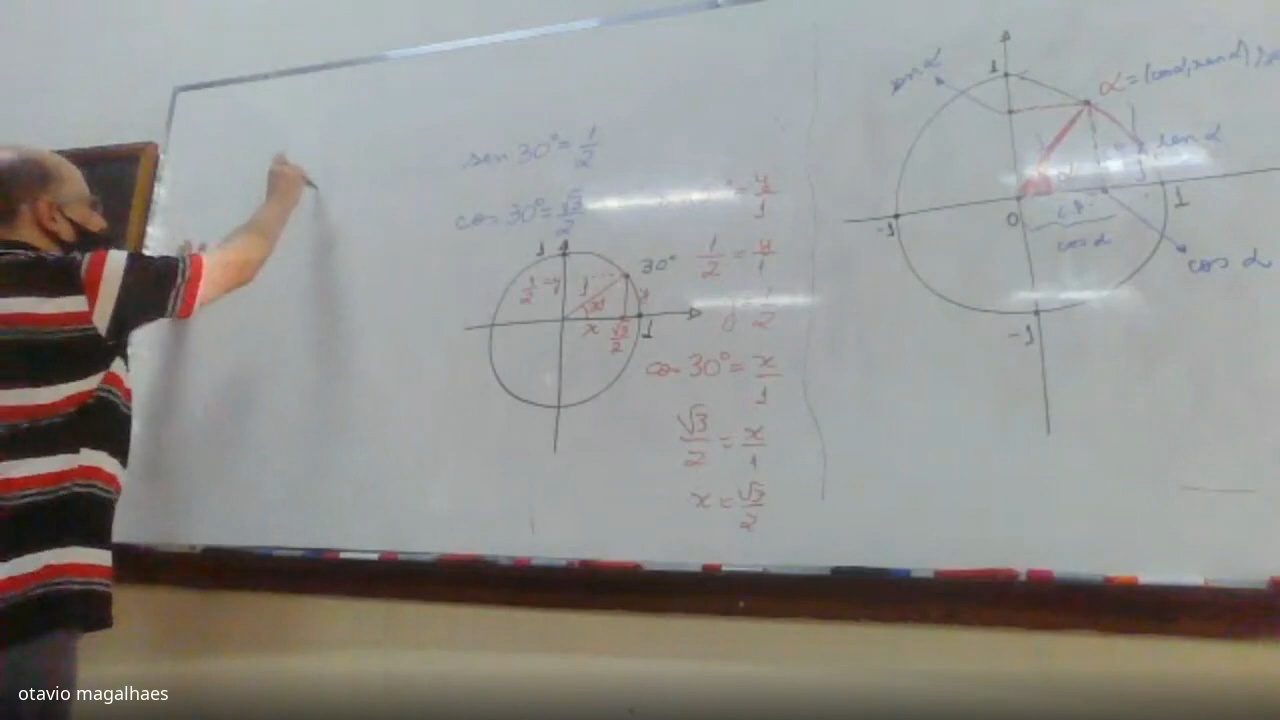 sen 30° = 1/2
cos 30° = √3/2
1
30°
1/2
y
x
√3/2
1
= y/1
1/2 = y/1
cos 30° = x/1
√3/2 = x/1
x = √3/2
sen α
1
α = (cos α, sen α)
sen α
α
-1
0
1
cos α
cos α
-1
otavio magalhaes